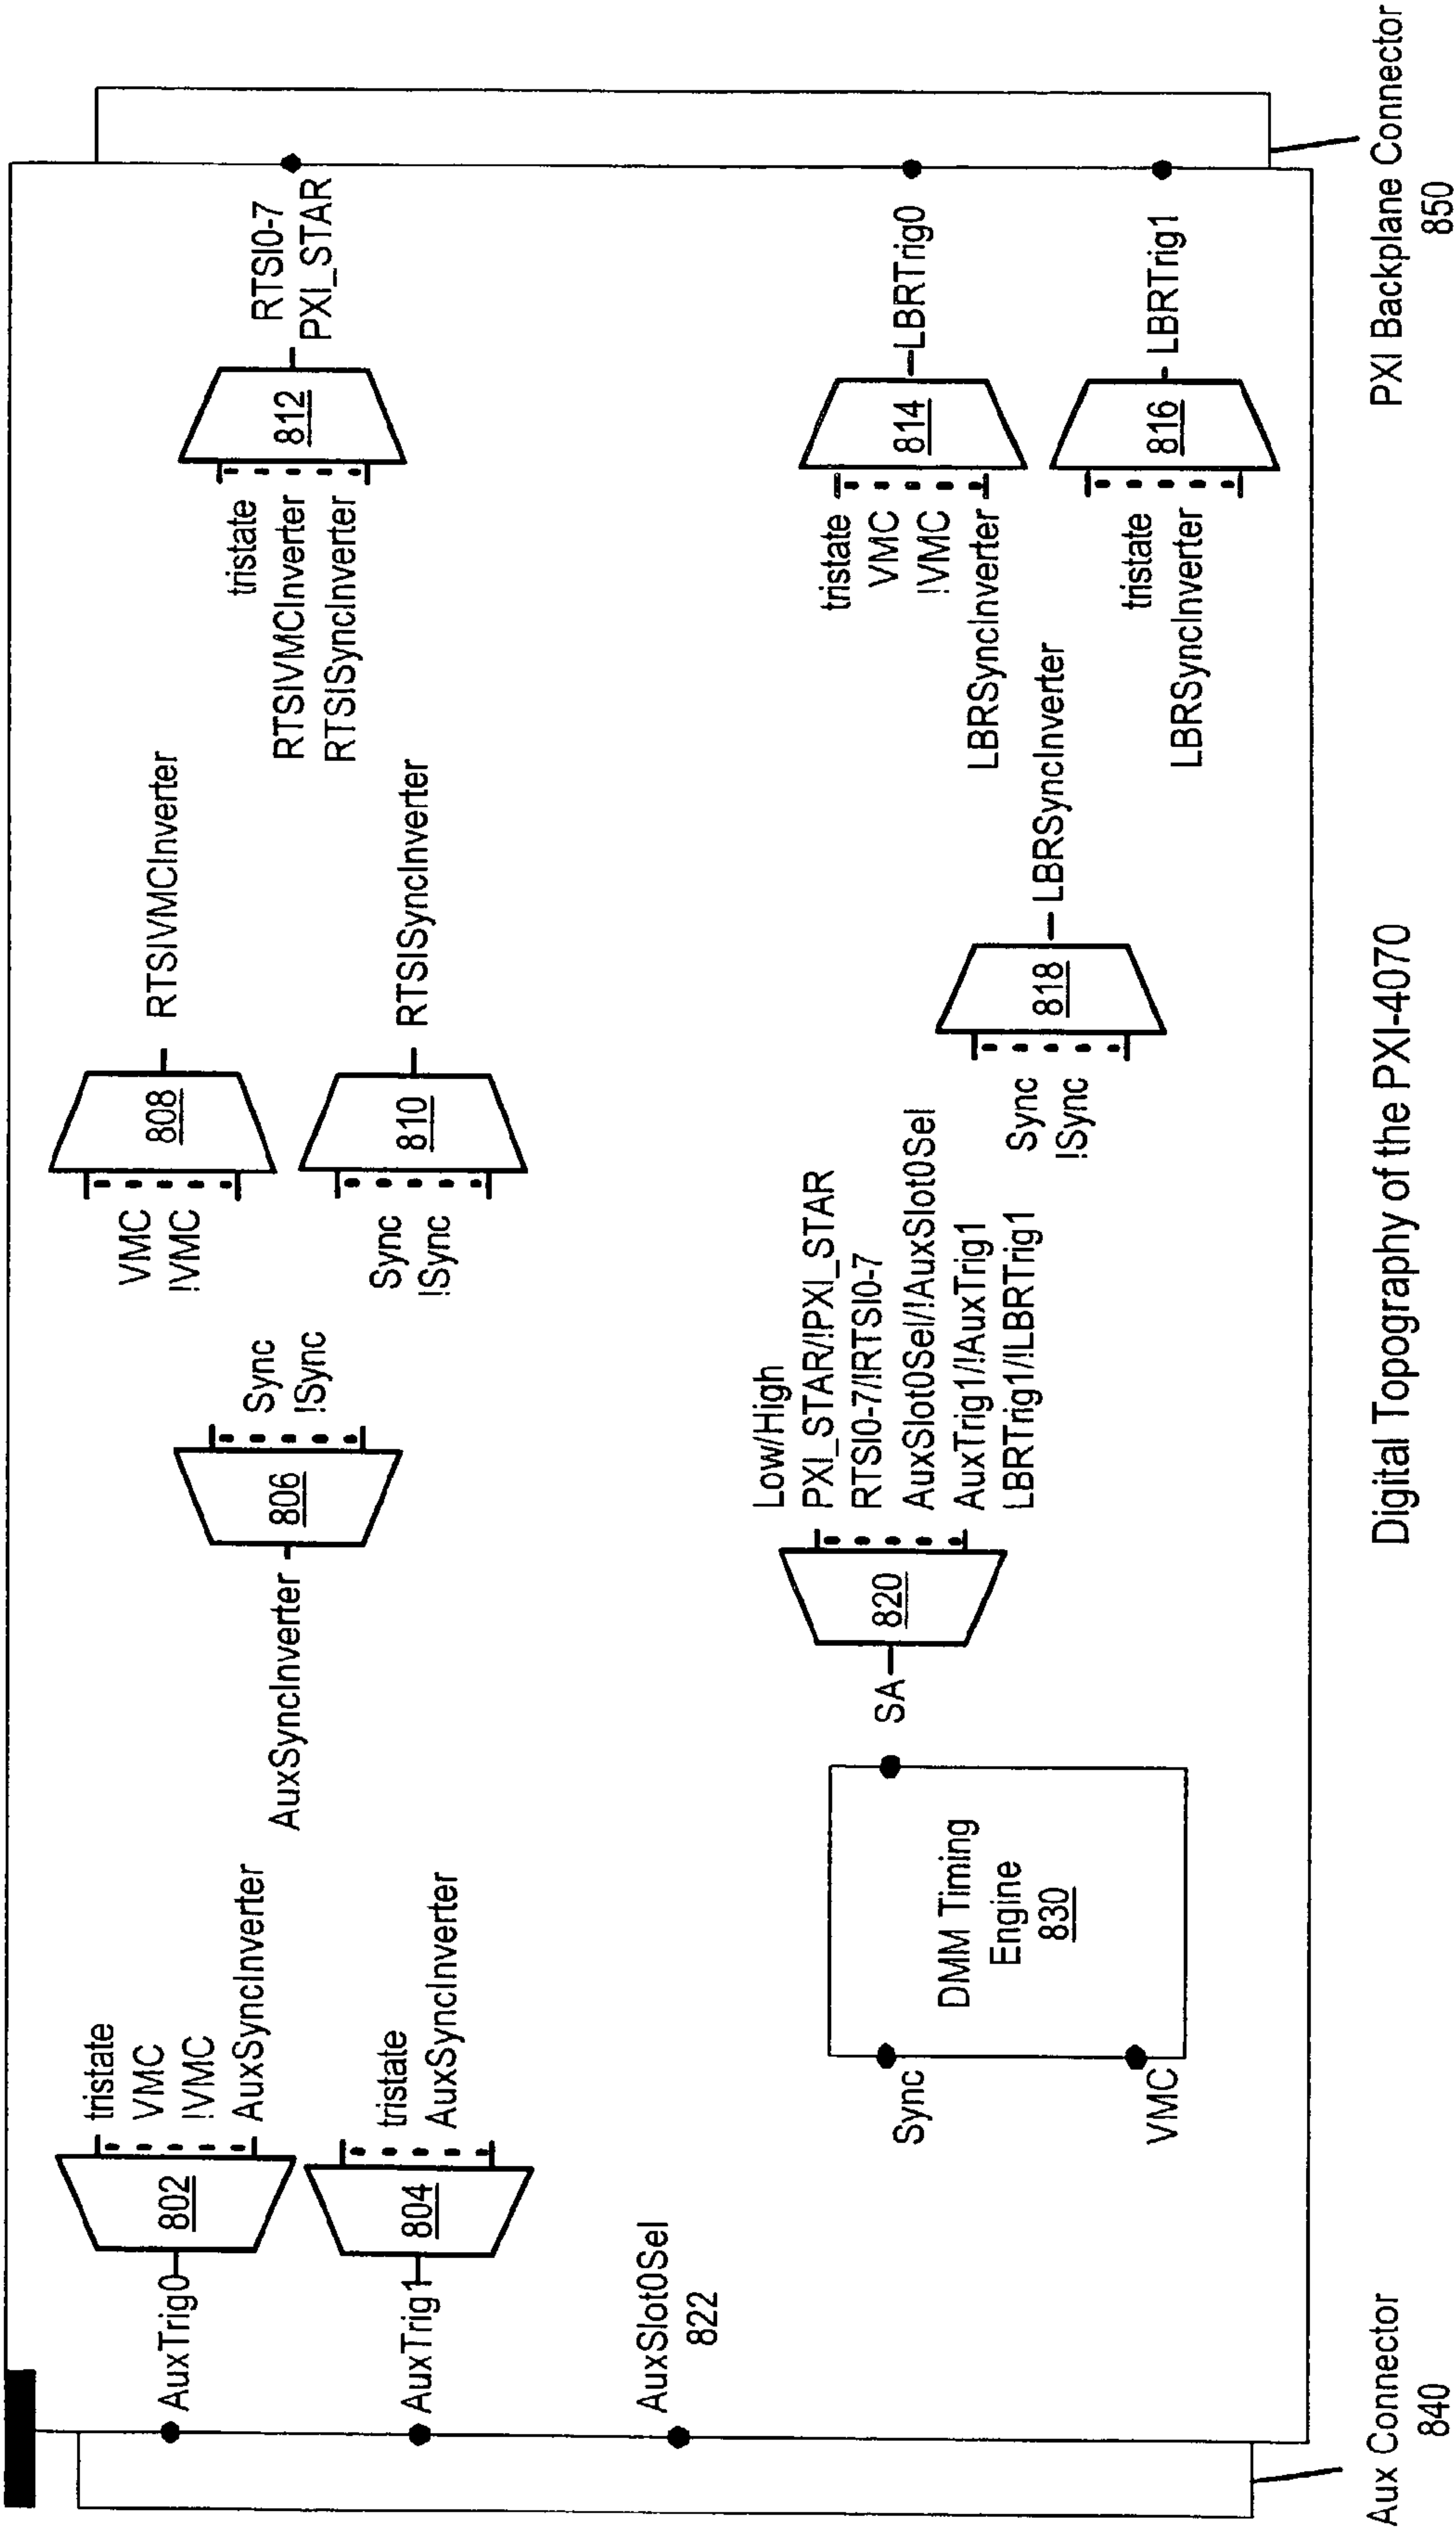 AuxTrig0
802
tristate
VMC
!VMC
AuxSyncInverter
AuxTrig1
804
tristate
AuxSyncInverter
AuxSlot0Sel
822
AuxSyncInverter
806
Sync
!Sync
VMC
!VMC
808
RTSIVMCInverter
Sync
!Sync
810
RTSISyncInverter
tristate
RTSIVMCInverter
RTSISyncInverter
812
RTSI0-7
PXI_STAR
Sync
VMC
DMM Timing
Engine
830
SA
820
Low/High
PXI_STAR/!PXI_STAR
RTSI0-7/!RTSI0-7
AuxSlot0Sel/!AuxSlot0Sel
AuxTrig1/!AuxTrig1
LBRTrig1/!LBRTrig1
Sync
!Sync
818
LBRSyncInverter
tristate
VMC
!VMC
LBRSyncInverter
814
LBRTrig0
tristate
LBRSyncInverter
816
LBRTrig1
Aux Connector
840
Digital Topography of the PXI-4070
PXI Backplane Connector
850